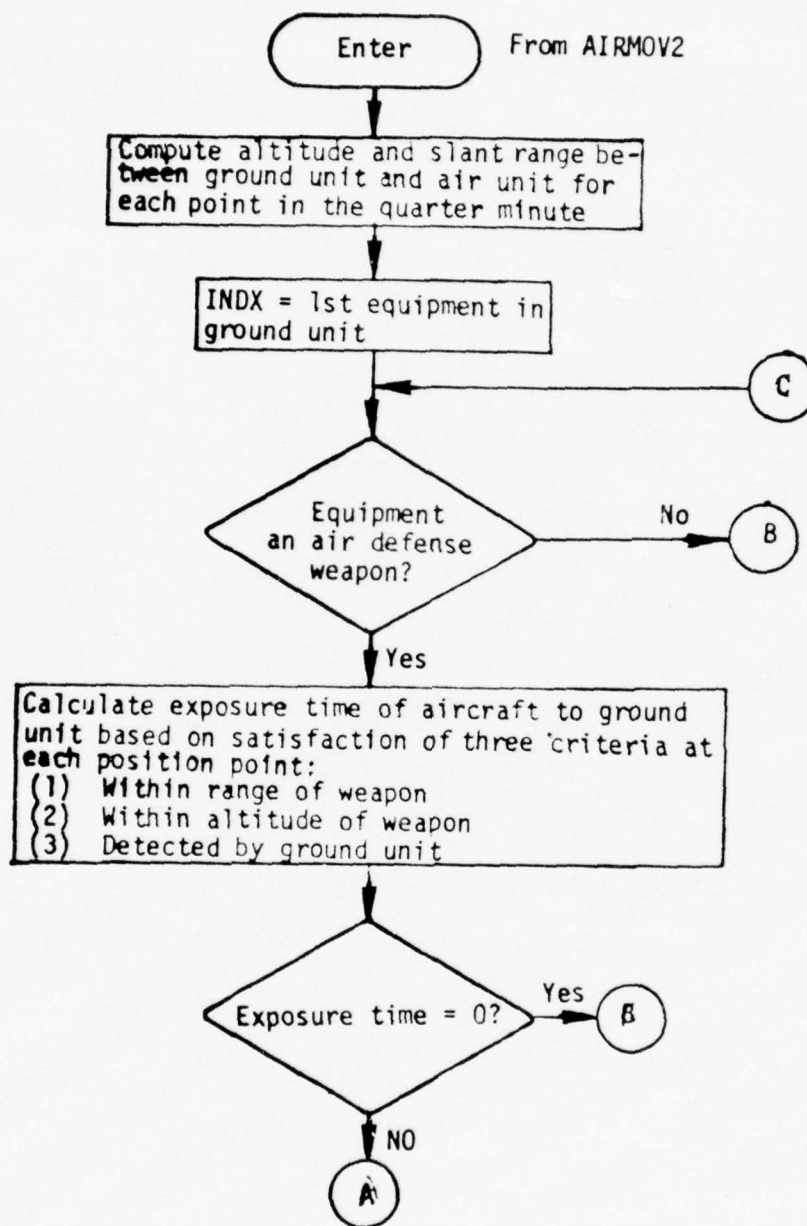 Enter
From AIRMOV2
Compute altitude and slant range be-
tween ground unit and air unit for
each point in the quarter minute
INDX = 1st equipment in
ground unit
C
Equipment
an air defense
weapon?
No
B
Yes
Calculate exposure time of aircraft to ground
unit based on satisfaction of three criteria at
each position point:
(1) Within range of weapon
(2) Within altitude of weapon
(3) Detected by ground unit
Exposure time = 0?
Yes
B
NO
A